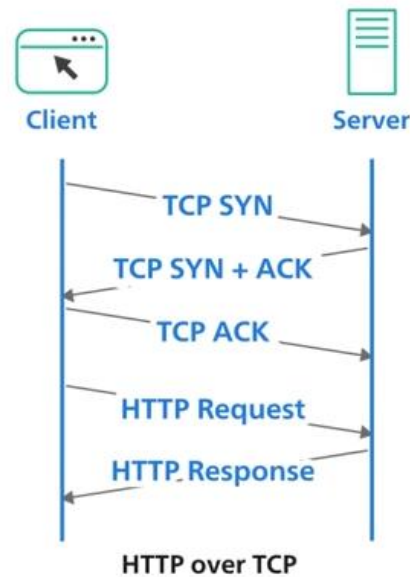 Client
Server
TCP SYN
TCP SYN + ACK
TCP ACK
HTTP Request
HTTP Response
HTTP over TCP